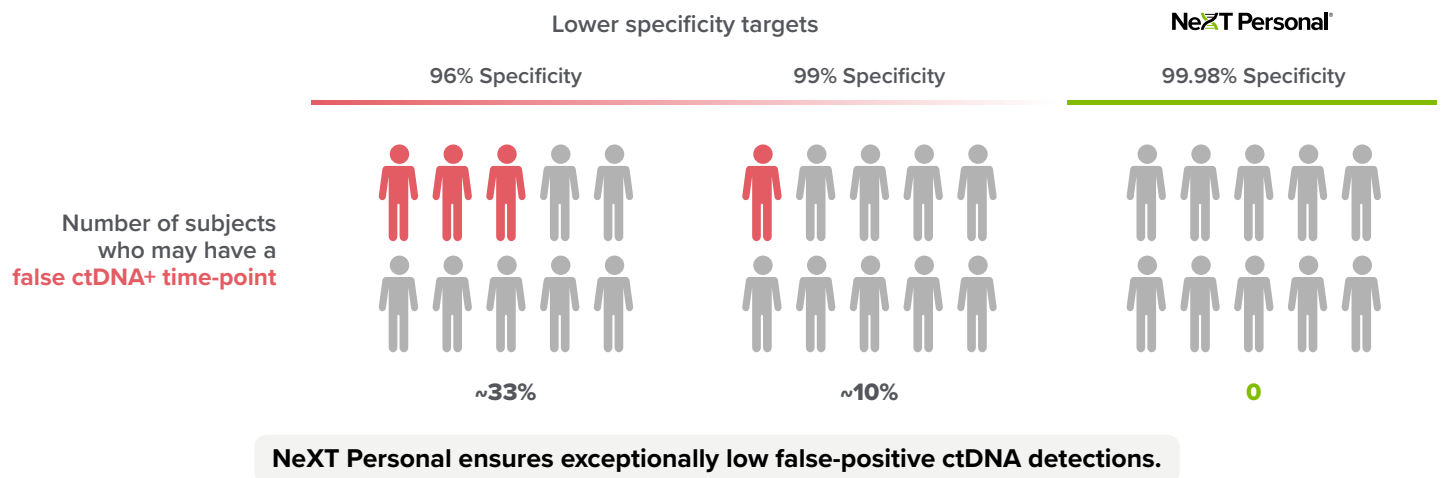 Lower specificity targets
NeXT Personal®
96% Specificity
99% Specificity
99.98% Specificity
Number of subjects
who may have a
false ctDNA+ time-point
~33%
~10%
0
NeXT Personal ensures exceptionally low false-positive ctDNA detections.